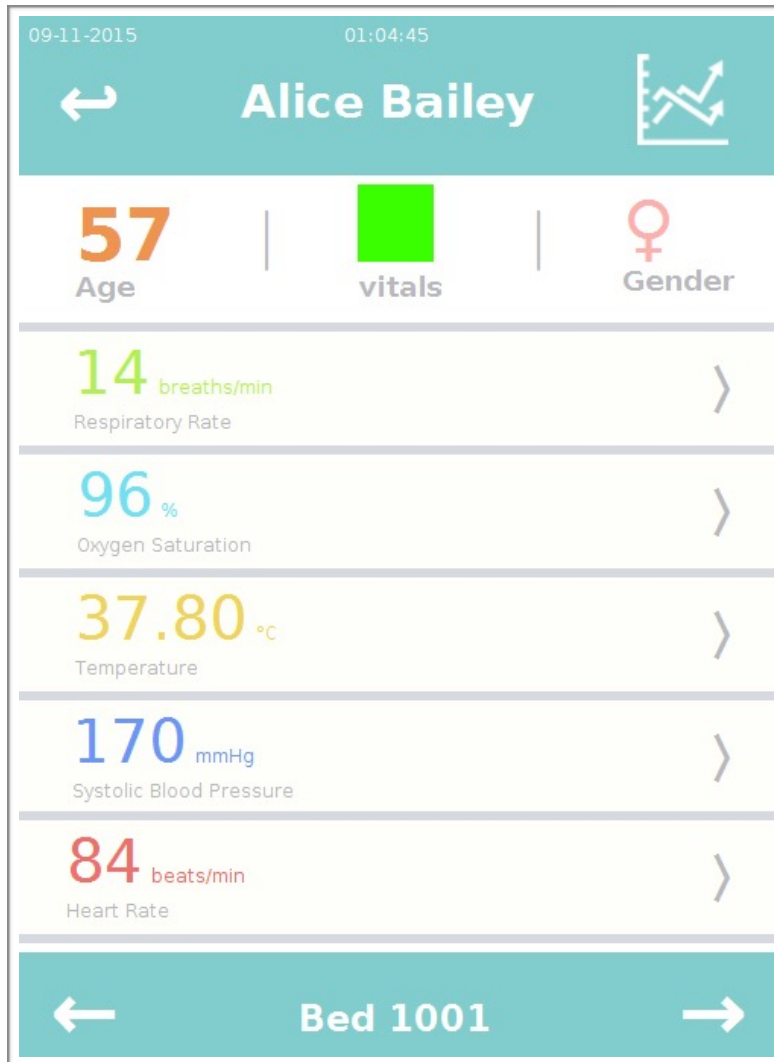 09-11-2015 01:04:45
Alice Bailey
57
Age vitals Gender
14 breaths/min
Respiratory Rate
96 %
Oxygen Saturation
37.80 °C
Temperature
170 mmHg
Systolic Blood Pressure
84 beats/min
Heart Rate
Bed 1001